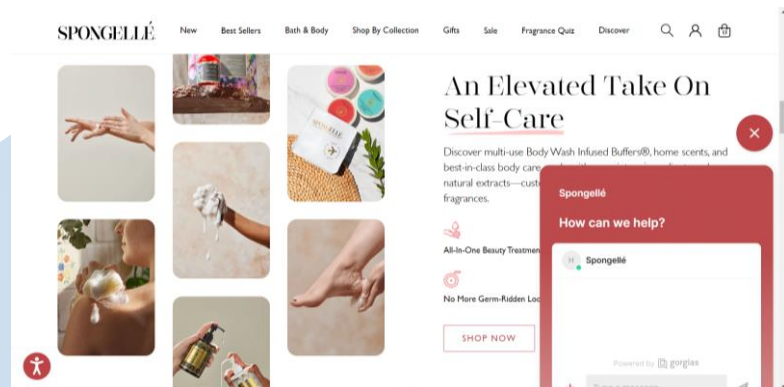 SPONGELLÉ
New Best Sellers Bath & Body Shop By Collection Gifts Sale Fragrance Quiz Discover
SPONGELLÉ
An Elevated Take On
Self-Care
Discover multi-use Body Wash Infused Buffers®, home scents, and
best-in-class body care
natural extracts—cust
fragrances.
All-In-One Beauty Treatmen
No More Germ-Ridden Loo
SHOP NOW
Spongellé
How can we help?
H Spongellé
Powered by gorgias